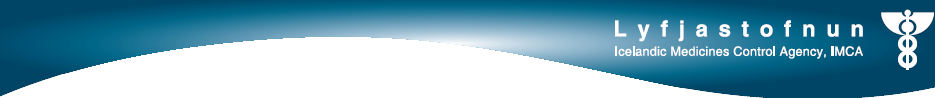 Lyfjastofnun
Icelandic Medicines Control Agency, IMCA